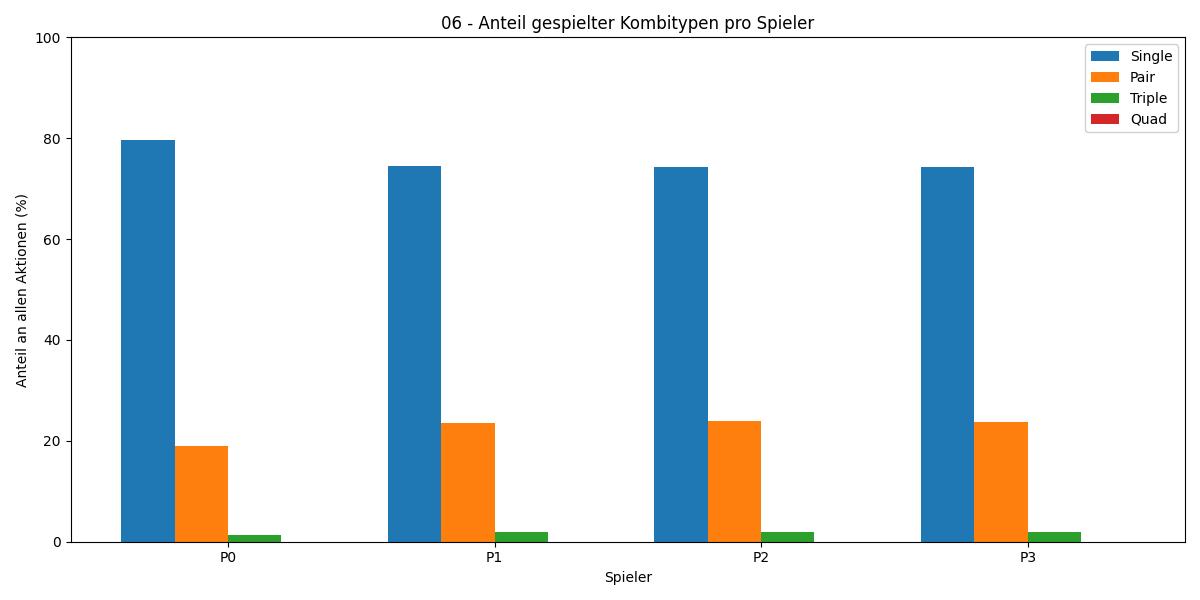 06 - Anteil gespielter Kombitypen pro Spieler
Anteil an allen Aktionen (%)
100
80
60
40
20
0
Single
Pair
Triple
Quad
P0
P1
P2
P3
Spieler